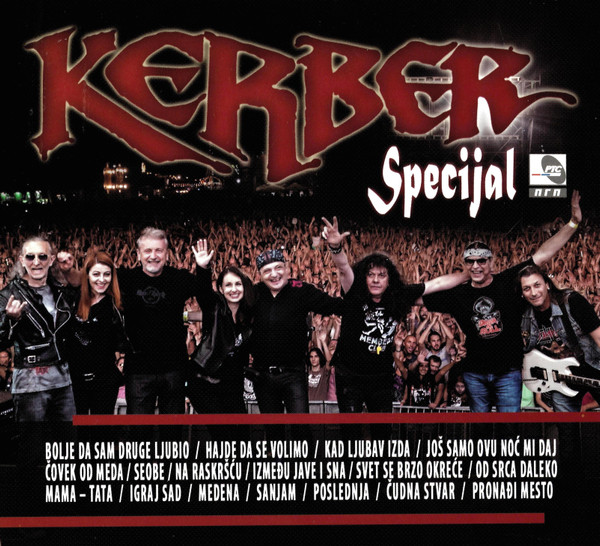 KERBER
Specijal
PTC
ПГП
BOLJE DA SAM DRUGE LJUBIO / HAJDE DA SE VOLIMO / KAD LJUBAV IZDA / JOŠ SAMO OVU NOĆ MI DAJ
ČOVEK OD MEDA / SEOBE / NA RASKRŠĆU / IZMEĐU JAVE I SNA / SVET SE BRZO OKREĆE / OD SRCA DALEKO
MAMA – TATA / IGRAJ SAD / MEDENA / SANJAM / POSLEDNJA / ČUDNA STVAR / PRONAĐI MESTO